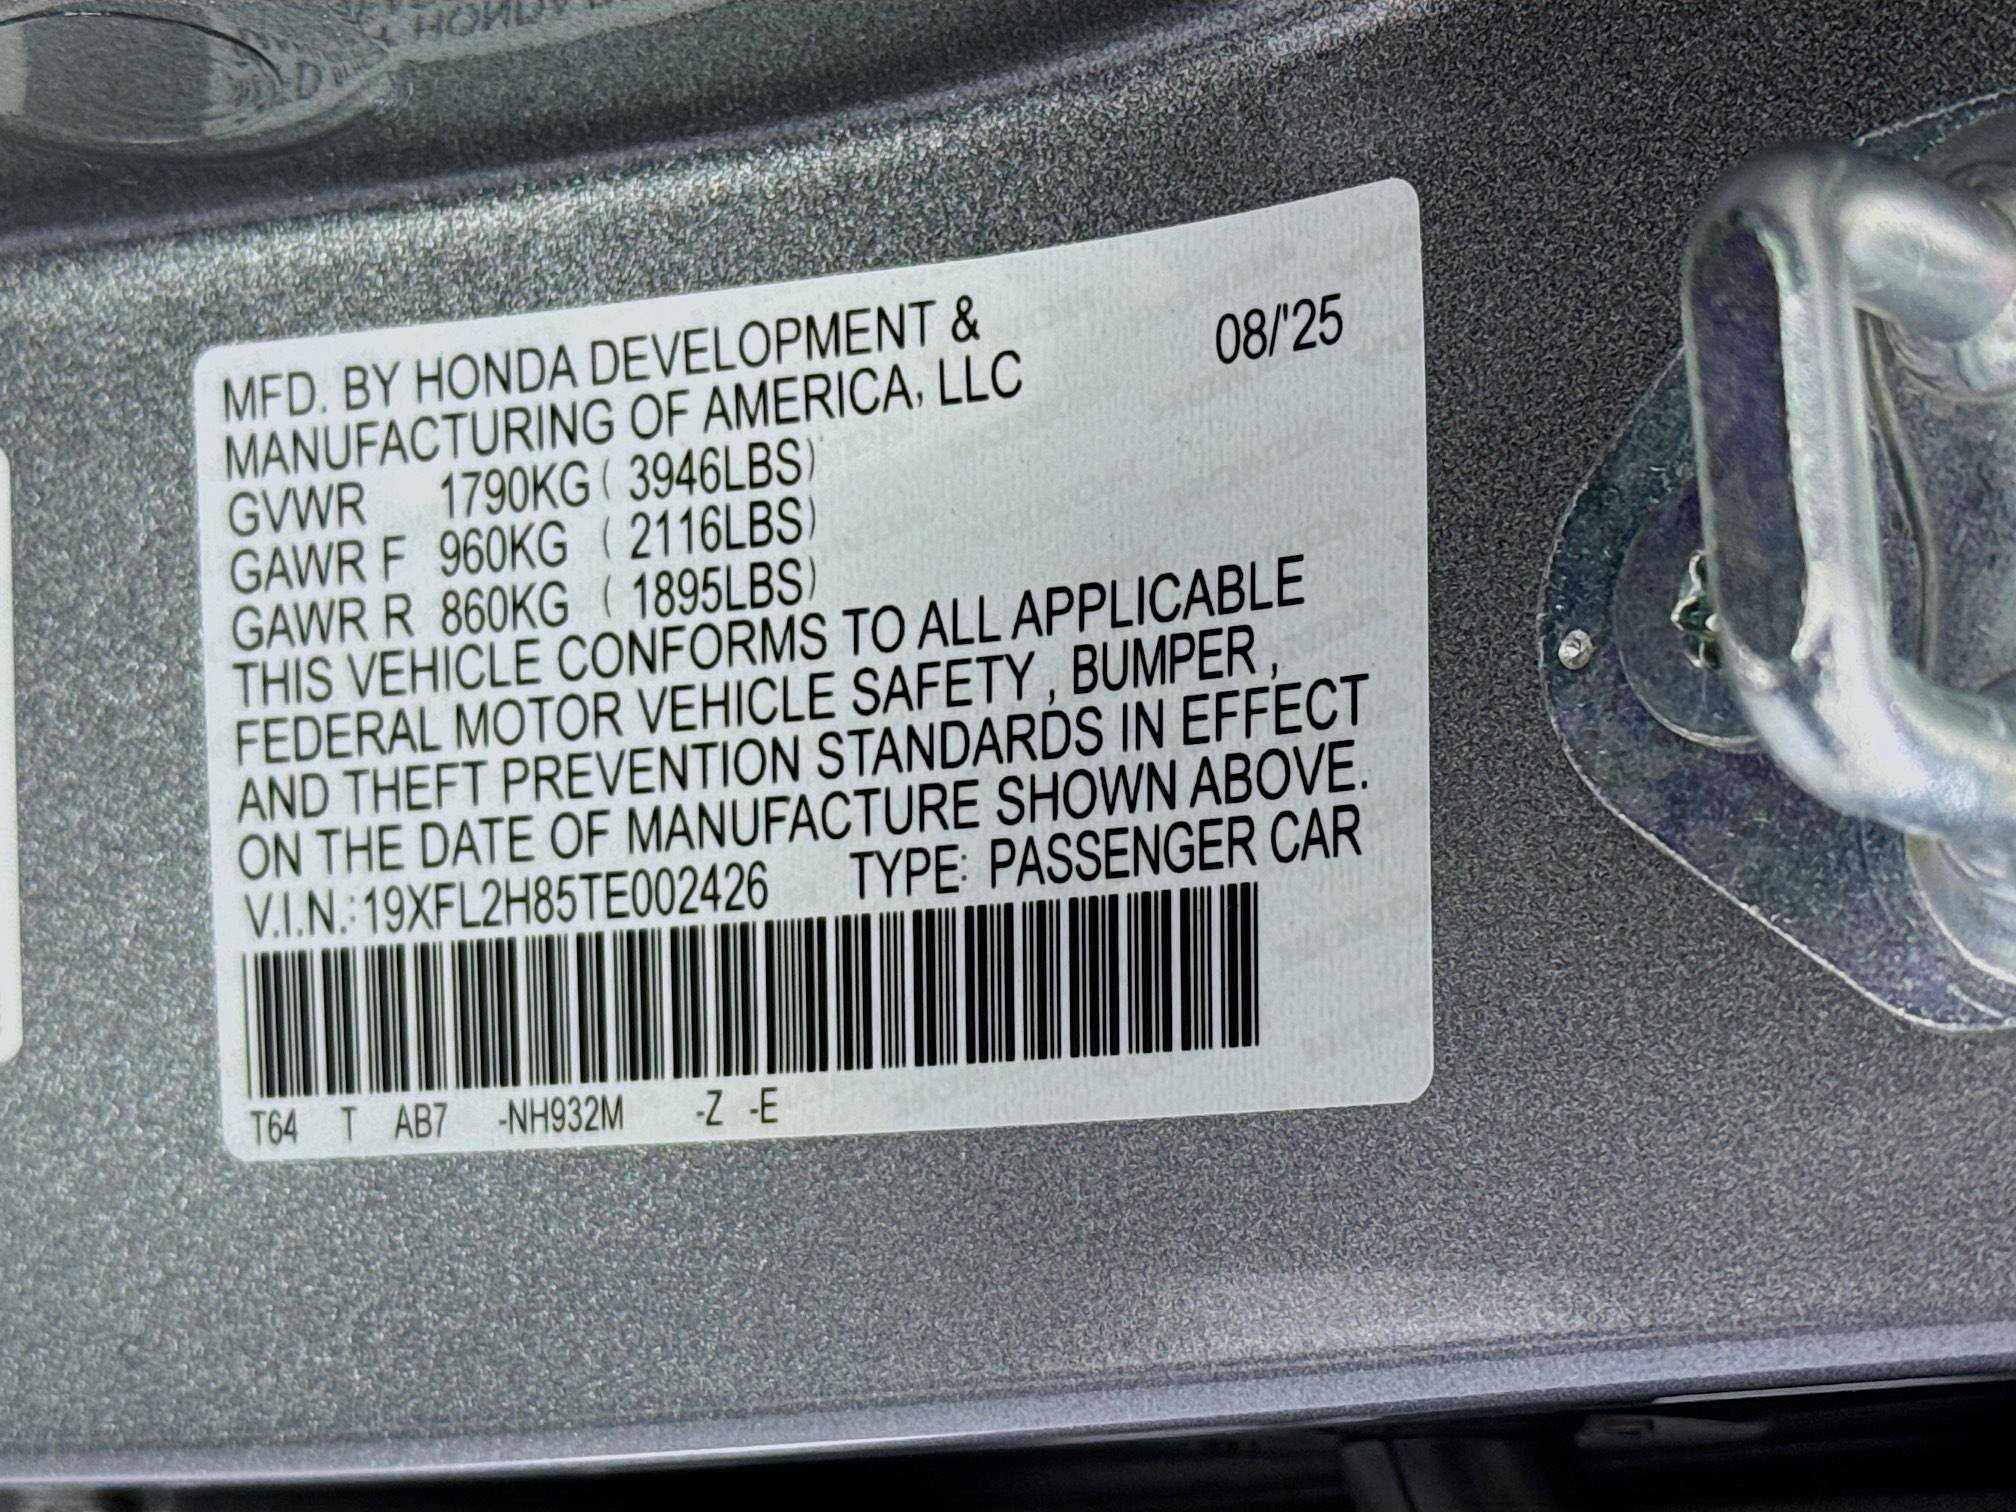 MFD. BY HONDA DEVELOPMENT &
MANUFACTURING OF AMERICA, LLC
08/'25
GVWR 1790KG ( 3946LBS)
GAWR F 960KG ( 2116LBS)
GAWR R 860KG ( 1895LBS)
THIS VEHICLE CONFORMS TO ALL APPLICABLE
FEDERAL MOTOR VEHICLE SAFETY , BUMPER ,
AND THEFT PREVENTION STANDARDS IN EFFECT
ON THE DATE OF MANUFACTURE SHOWN ABOVE.
V.I.N.:19XFL2H85TE002426 TYPE: PASSENGER CAR
T64 T AB7 -NH932M -Z -E